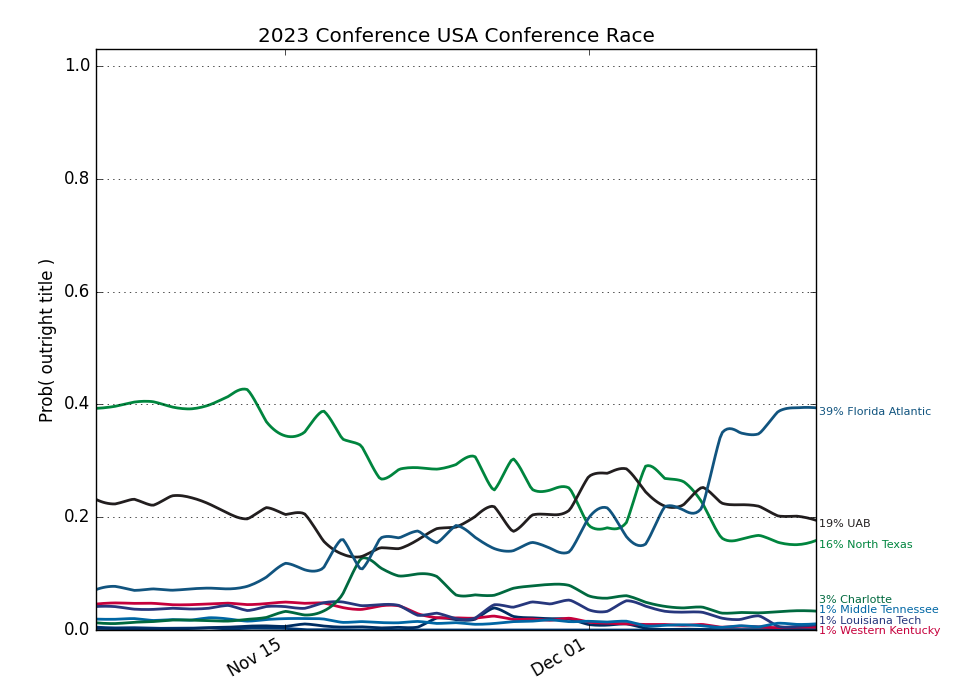 2023 Conference USA Conference Race
Prob( outright title )
1.0
0.8
0.6
0.4
0.2
0.0
Nov 15
Dec 01
39% Florida Atlantic
19% UAB
16% North Texas
3% Charlotte
1% Middle Tennessee
1% Louisiana Tech
1% Western Kentucky